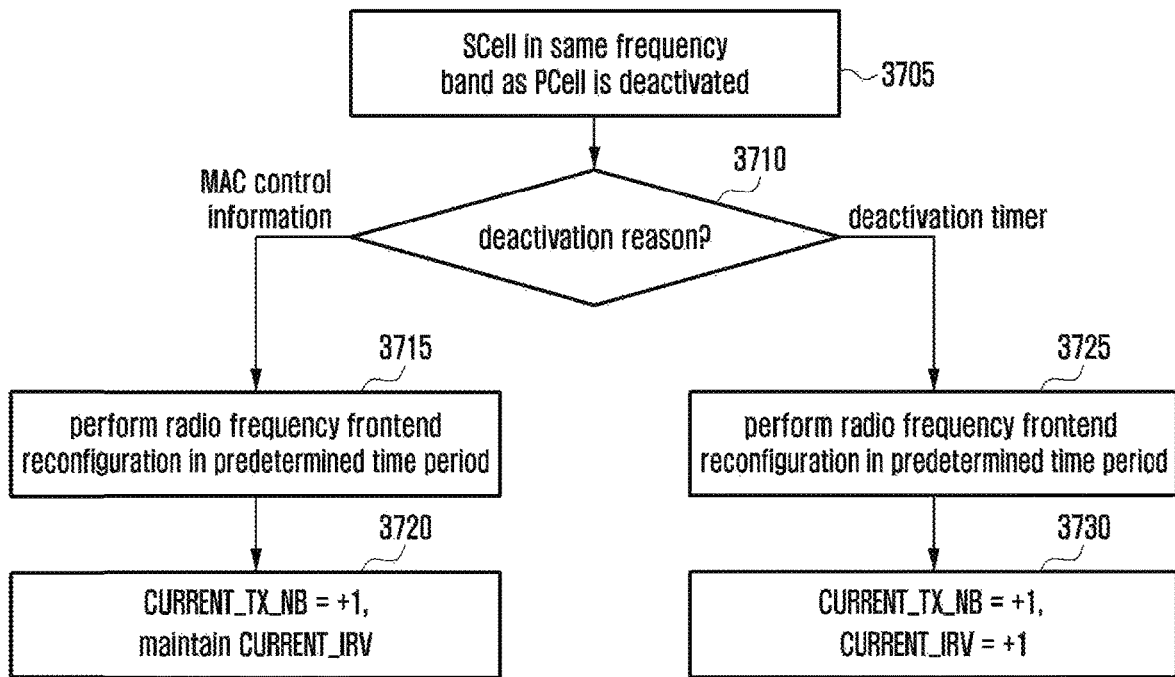 SCell in same frequency
band as PCell is deactivated
3705
3710
MAC control
information
deactivation reason?
deactivation timer
3715
3725
perform radio frequency frontend
reconfiguration in predetermined time period
perform radio frequency frontend
reconfiguration in predetermined time period
3720
3730
CURRENT_TX_NB = +1,
maintain CURRENT_IRV
CURRENT_TX_NB = +1,
CURRENT_IRV = +1